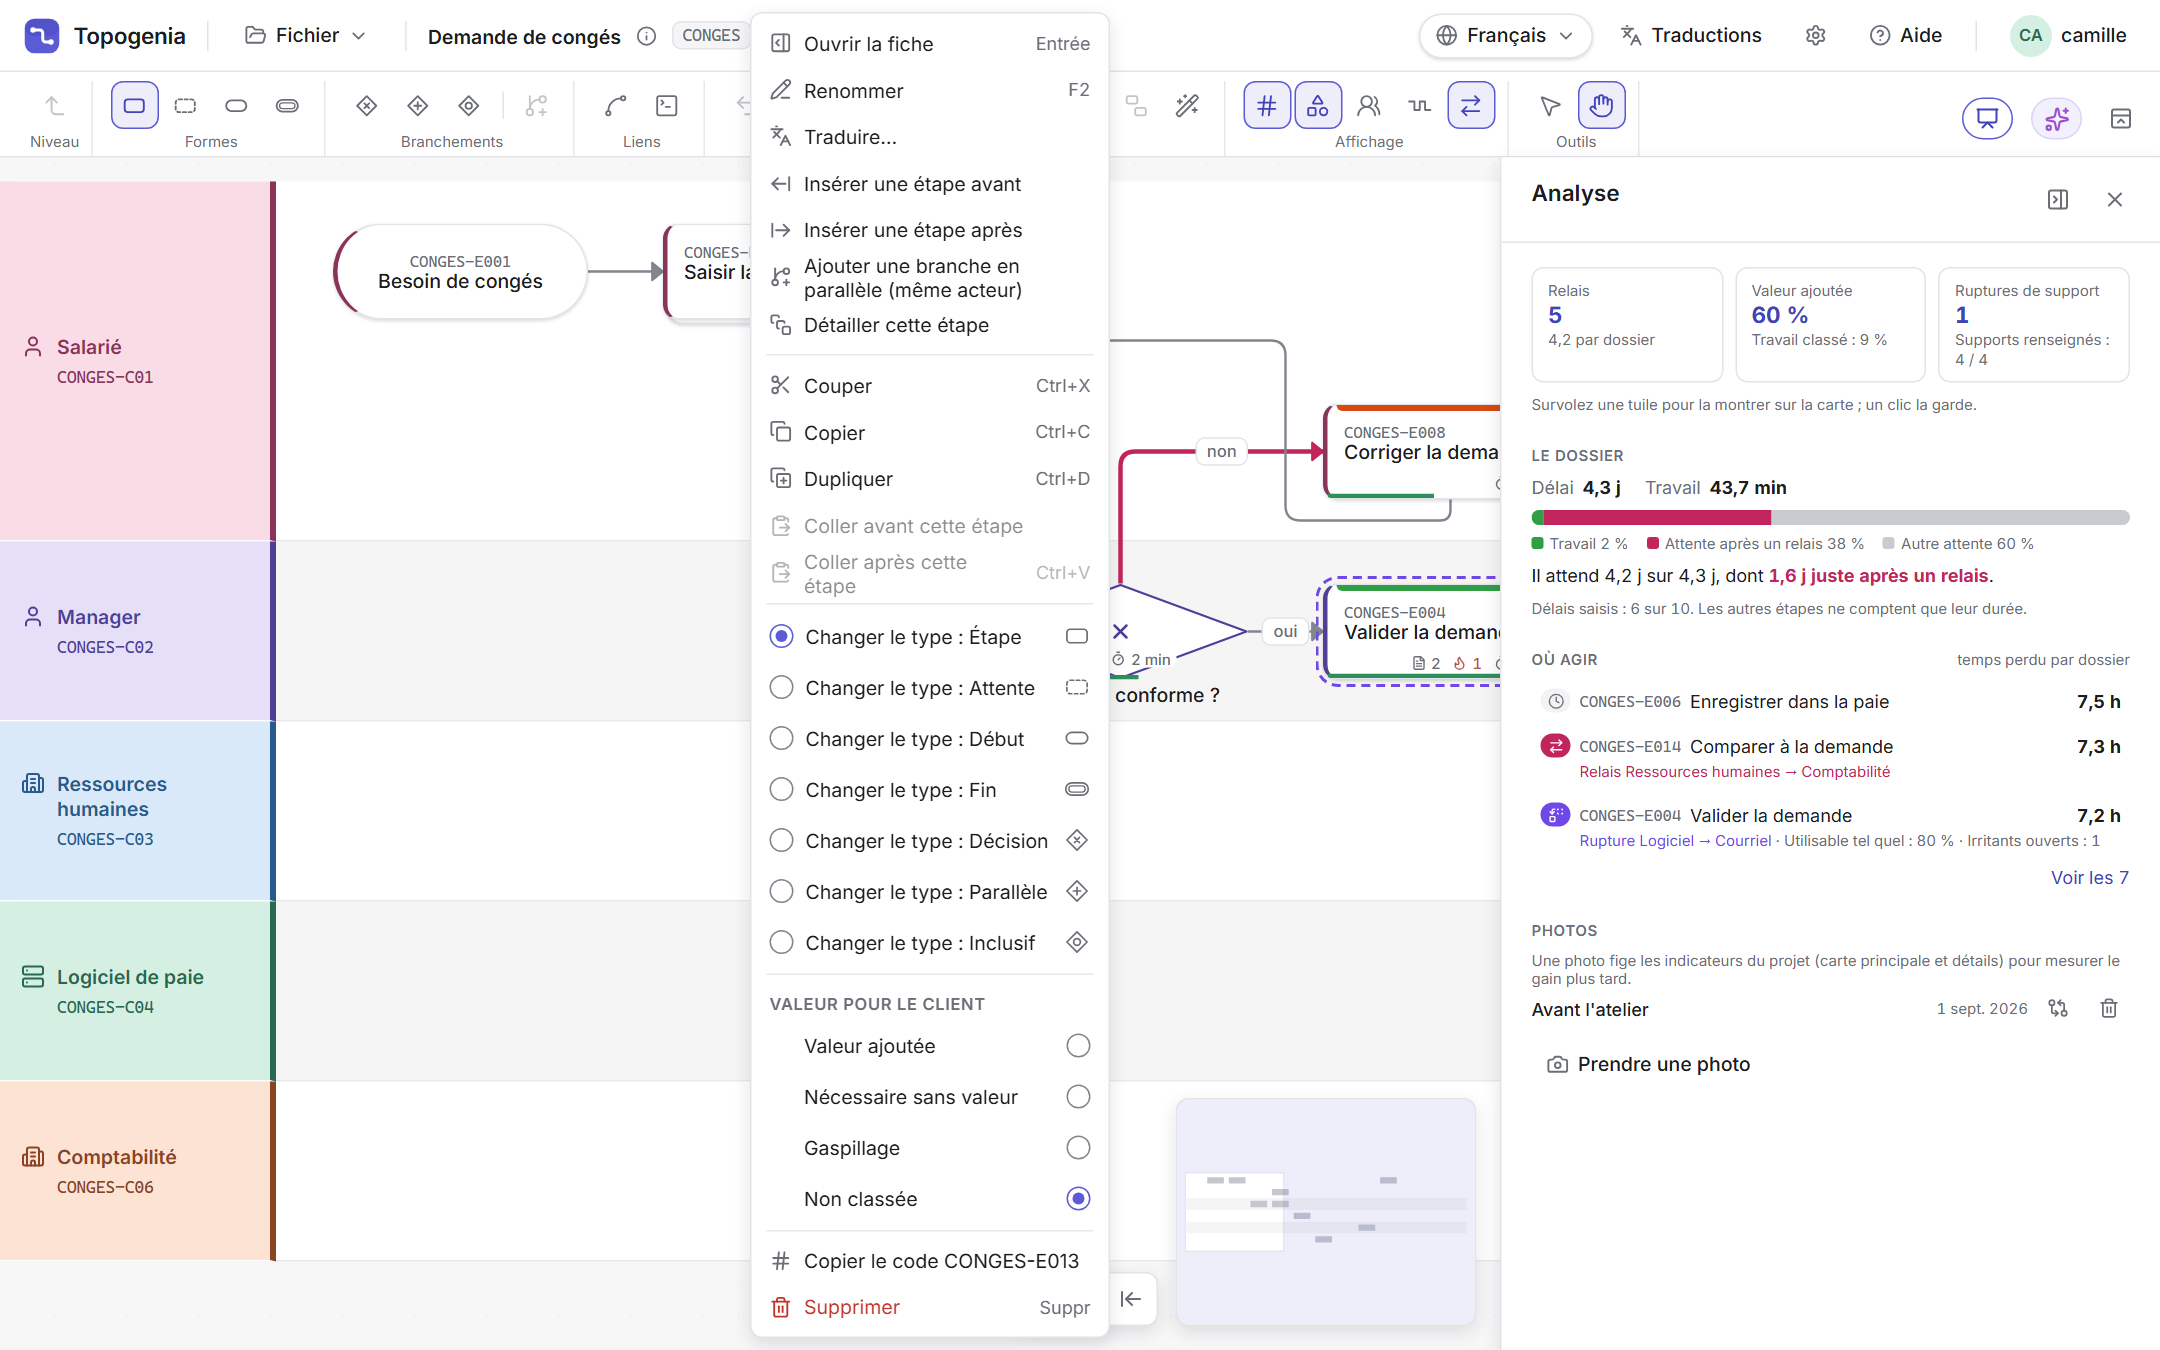 Topogenia
Fichier
Demande de congés
CONGES
Français
Traductions
Aide
CA
camille
Niveau
Formes
Branchements
Liens
Affichage
Outils
Ouvrir la fiche
Entrée
Renommer
F2
Traduire...
Insérer une étape avant
Insérer une étape après
Ajouter une branche en
parallèle (même acteur)
Détailler cette étape
Couper
Ctrl+X
Copier
Ctrl+C
Dupliquer
Ctrl+D
Coller avant cette étape
Coller après cette
étape
Ctrl+V
Changer le type : Étape
Changer le type : Attente
Changer le type : Début
Changer le type : Fin
Changer le type : Décision
Changer le type : Parallèle
Changer le type : Inclusif
VALEUR POUR LE CLIENT
Valeur ajoutée
Nécessaire sans valeur
Gaspillage
Non classée
Copier le code CONGES-E013
Supprimer
Suppr
Salarié
CONGES-C01
Manager
CONGES-C02
Ressources
humaines
CONGES-C03
Logiciel de paie
CONGES-C04
Comptabilité
CONGES-C06
CONGES-E001
Besoin de congés
CONGES-
Saisir la
non
CONGES-E008
Corriger la dema
oui
2 min
conforme ?
CONGES-E004
Valider la deman
2
1
Analyse
Relais
5
4,2 par dossier
Valeur ajoutée
60 %
Travail classé : 9 %
Ruptures de support
1
Supports renseignés :
4 / 4
Survolez une tuile pour la montrer sur la carte ; un clic la garde.
LE DOSSIER
Délai 4,3 j Travail 43,7 min
Travail 2 % Attente après un relais 38 % Autre attente 60 %
Il attend 4,2 j sur 4,3 j, dont 1,6 j juste après un relais.
Délais saisis : 6 sur 10. Les autres étapes ne comptent que leur durée.
OÙ AGIR
temps perdu par dossier
CONGES-E006 Enregistrer dans la paie 7,5 h
CONGES-E014 Comparer à la demande 7,3 h
Relais Ressources humaines → Comptabilité
CONGES-E004 Valider la demande 7,2 h
Rupture Logiciel → Courriel · Utilisable tel quel : 80 % · Irritants ouverts : 1
Voir les 7
PHOTOS
Une photo fige les indicateurs du projet (carte principale et détails) pour mesurer le
gain plus tard.
Avant l'atelier
1 sept. 2026
Prendre une photo